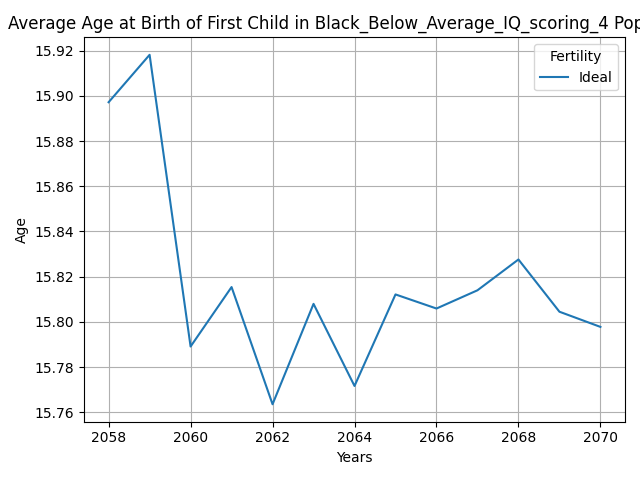 Average Age at Birth of First Child in Black_Below_Average_IQ_scoring_4 Pop
15.92
15.90
15.88
15.86
15.84
15.82
15.80
15.78
15.76
Age
Fertility
Ideal
2058 2060 2062 2064 2066 2068 2070
Years